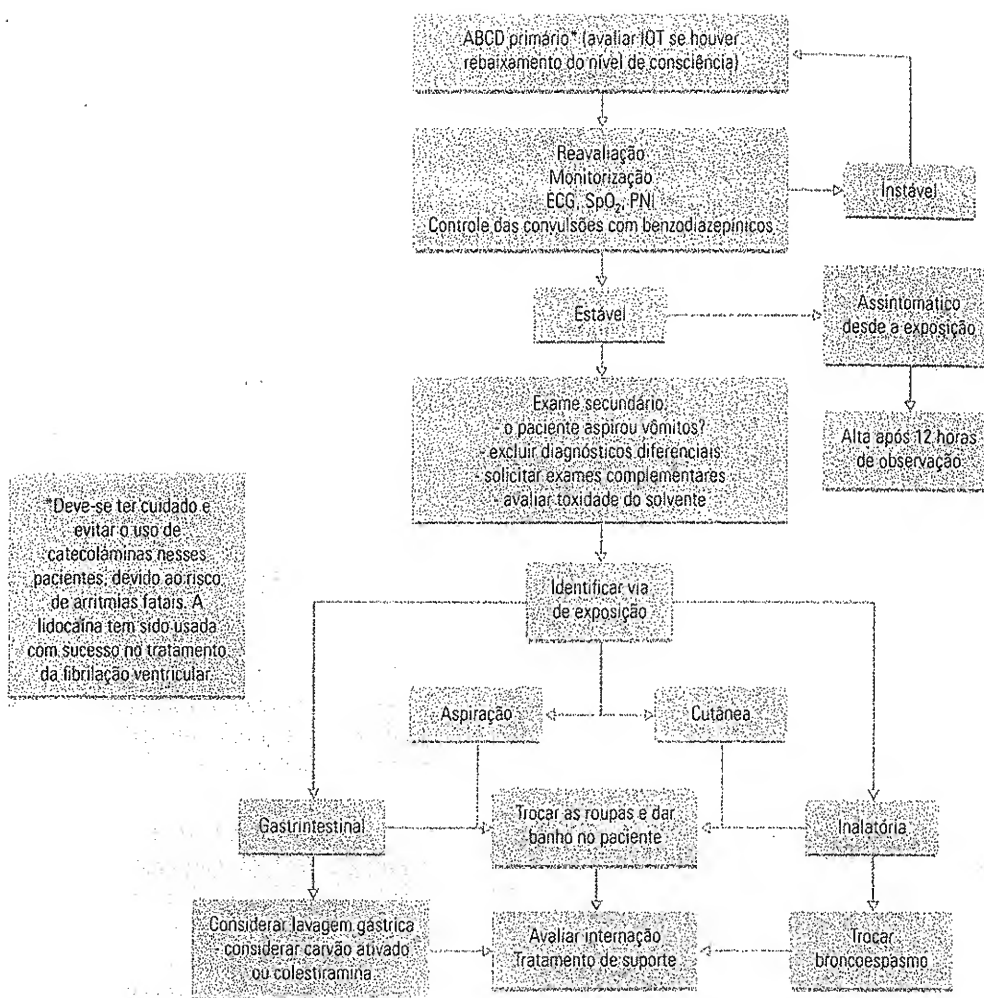 ABCD primário* (avaliar IOT se houver
rebaixamento do nível de consciência)
Reavaliação
Monitorização
ECG, SpO₂, PNI
Controle das convulsões com benzodiazepínicos
Instável
Estável
Assintomático
desde a exposição
Alta após 12 horas
de observação
Exame secundário:
- o paciente aspirou vômitos?
- excluir diagnósticos diferenciais
- solicitar exames complementares
- avaliar toxidade do solvente
*Deve-se ter cuidado e
evitar o uso de
catecolaminas nesses
pacientes, devido ao risco
de arritmias fatais. A
lidocaína tem sido usada
com sucesso no tratamento
da fibrilação ventricular.
Identificar via
de exposição
Aspiração
Cutânea
Gastrintestinal
Trocar as roupas e dar
banho no paciente
Inalatória
Considerar lavagem gástrica
- considerar carvão ativado
ou colestiramina
Avaliar internação
Tratamento de suporte
Trocar
broncoespasmo